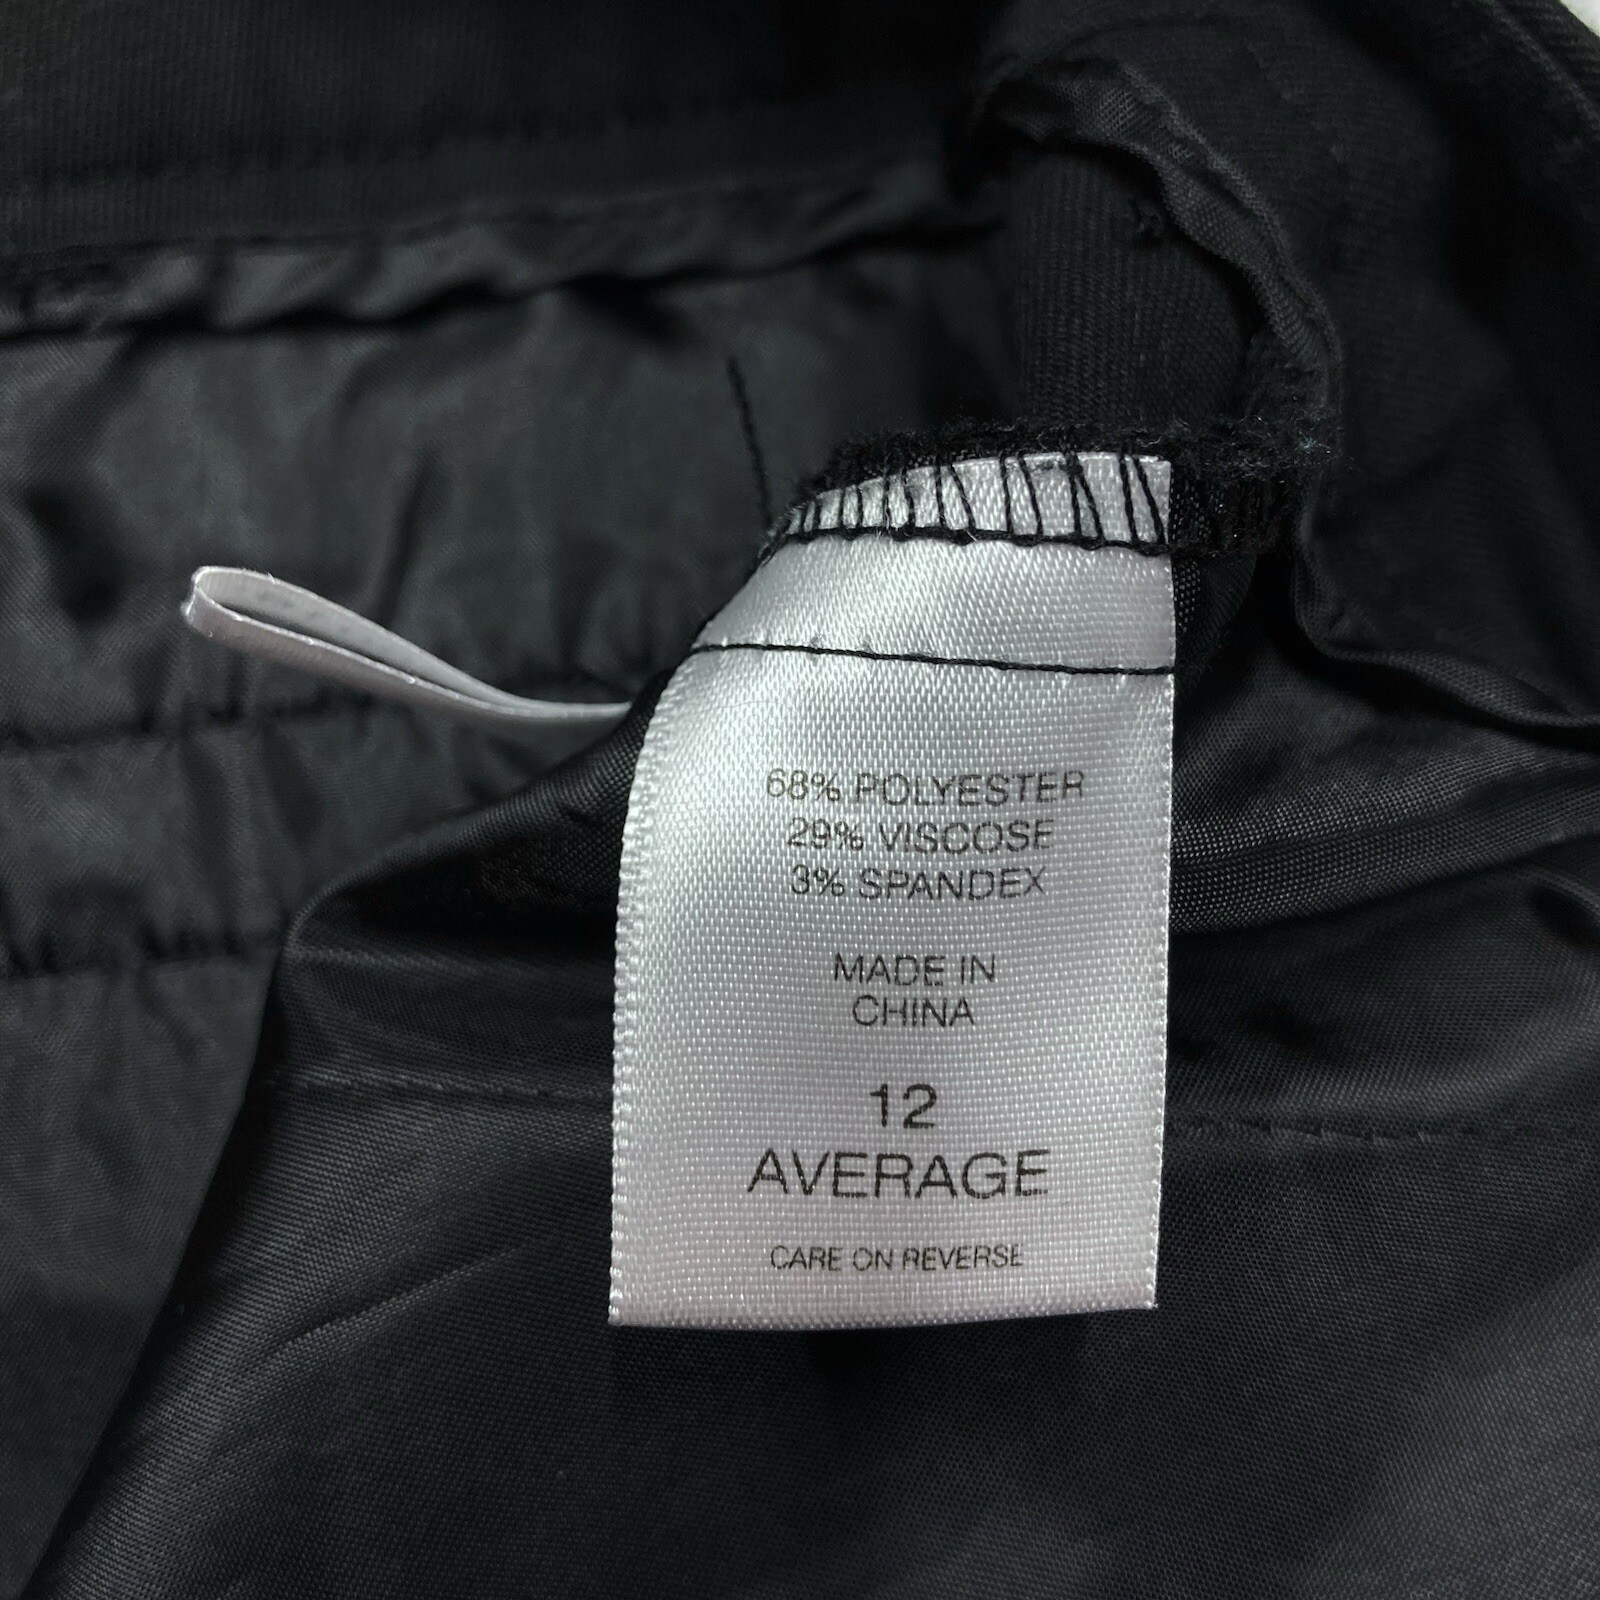 68% POLYESTER
29% VISCOSE
3% SPANDEX
MADE IN
CHINA
12
AVERAGE
CARE ON REVERSE